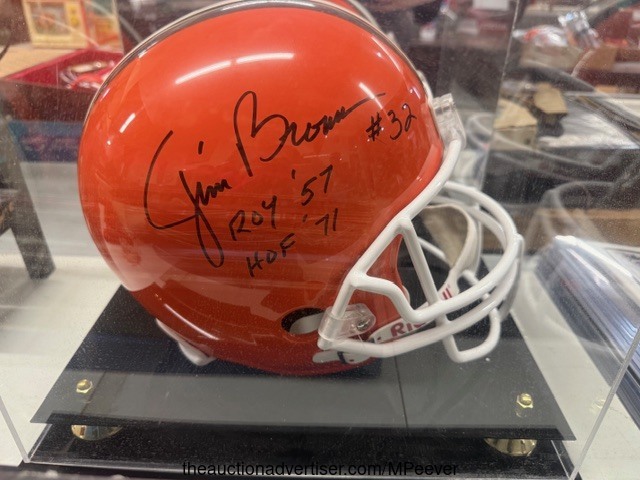 Jim Brown #32
ROY '57
HOF '71
theauctionadvertiser.com/MPeever